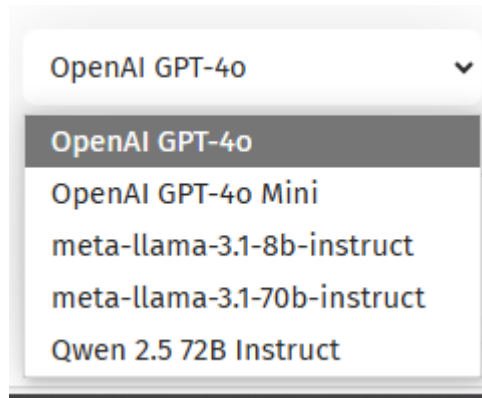 OpenAI GPT-4o
OpenAI GPT-4o
OpenAI GPT-4o Mini
meta-llama-3.1-8b-instruct
meta-llama-3.1-70b-instruct
Qwen 2.5 72B Instruct